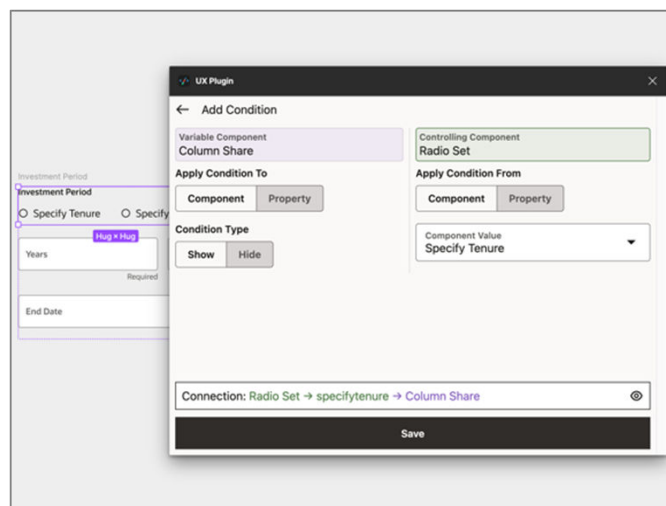 UX Plugin
Add Condition
Variable Component
Column Share
Controlling Component
Radio Set
Apply Condition To
Component Property
Apply Condition From
Component Property
Condition Type
Show Hide
Component Value
Specify Tenure
Connection: Radio Set → specifytenure → Column Share
Save
Investment Period
Investment Period
Specify Tenure Specify
Hug × Hug
Years
Required
End Date